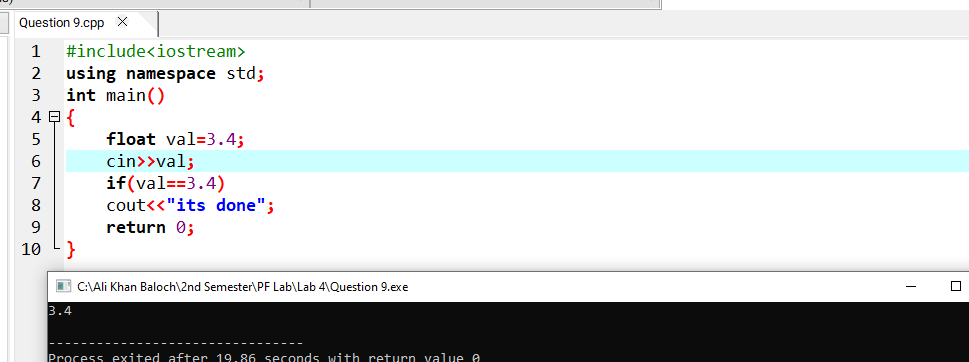 Question 9.cpp
1 #include<iostream>
2 using namespace std;
3 int main()
4 {
5 float val=3.4;
6 cin>>val;
7 if(val==3.4)
8 cout<<"its done";
9 return 0;
10 }
C:\Ali Khan Baloch\2nd Semester\PF Lab\Lab 4\Question 9.exe
3.4
--------------------------------
Process exited after 19.86 seconds with return value 0